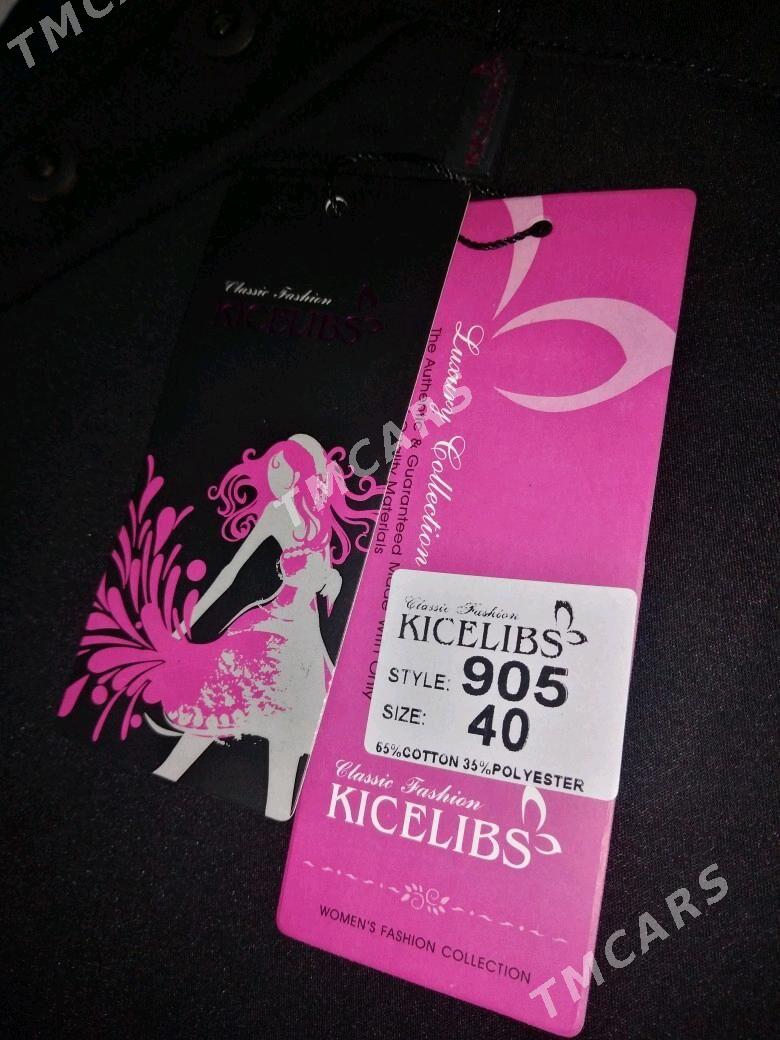 TMCARS
Classic Fashion
KICELIBS
Luxury Collection
The Authentic & Guaranteed Made With Only
Quality Materials
TMCARS
Classic Fashion
KICELIBS
STYLE: 905
SIZE: 40
65%COTTON 35%POLYESTER
Classic Fashion
KICELIBS
WOMEN'S FASHION COLLECTION
TMCARS